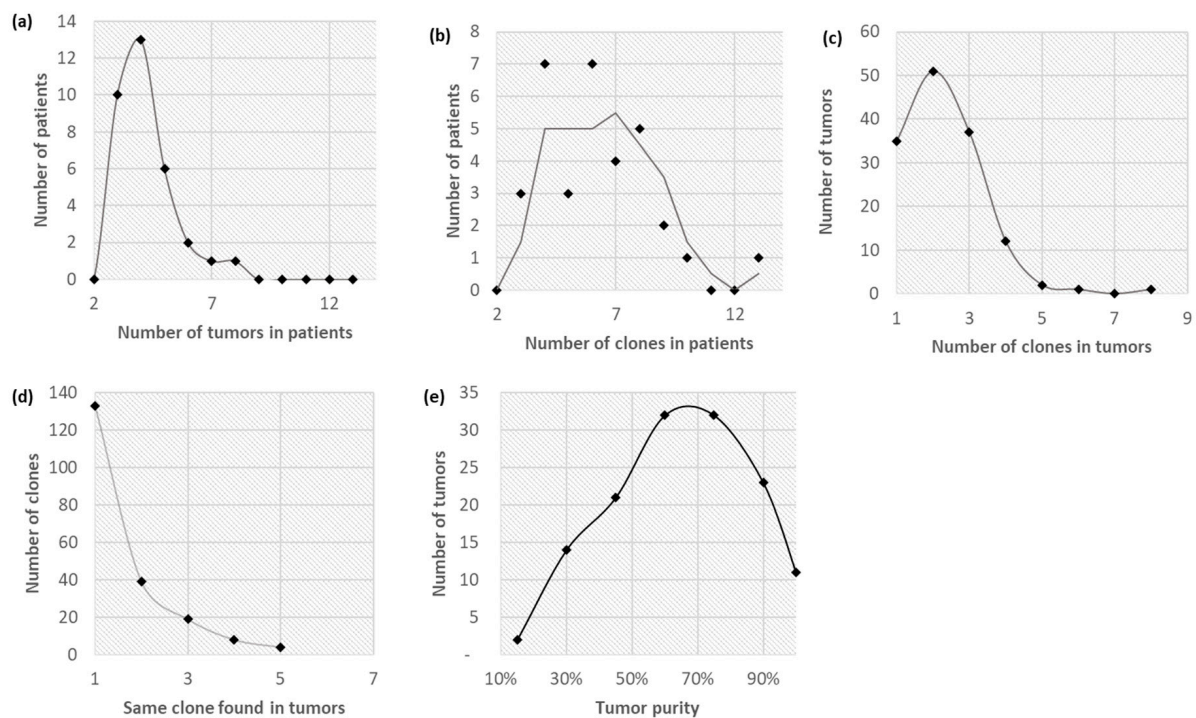 (a)
14
12
10
8
6
4
2
0
Number of patients
2 7 12
Number of tumors in patients
(b)
8
7
6
5
4
3
2
1
0
Number of patients
2 7 12
Number of clones in patients
(c)
60
50
40
30
20
10
0
Number of tumors
1 3 5 7 9
Number of clones in tumors
(d)
140
120
100
80
60
40
20
0
Number of clones
1 3 5 7
Same clone found in tumors
(e)
35
30
25
20
15
10
5
-
Number of tumors
10% 30% 50% 70% 90%
Tumor purity